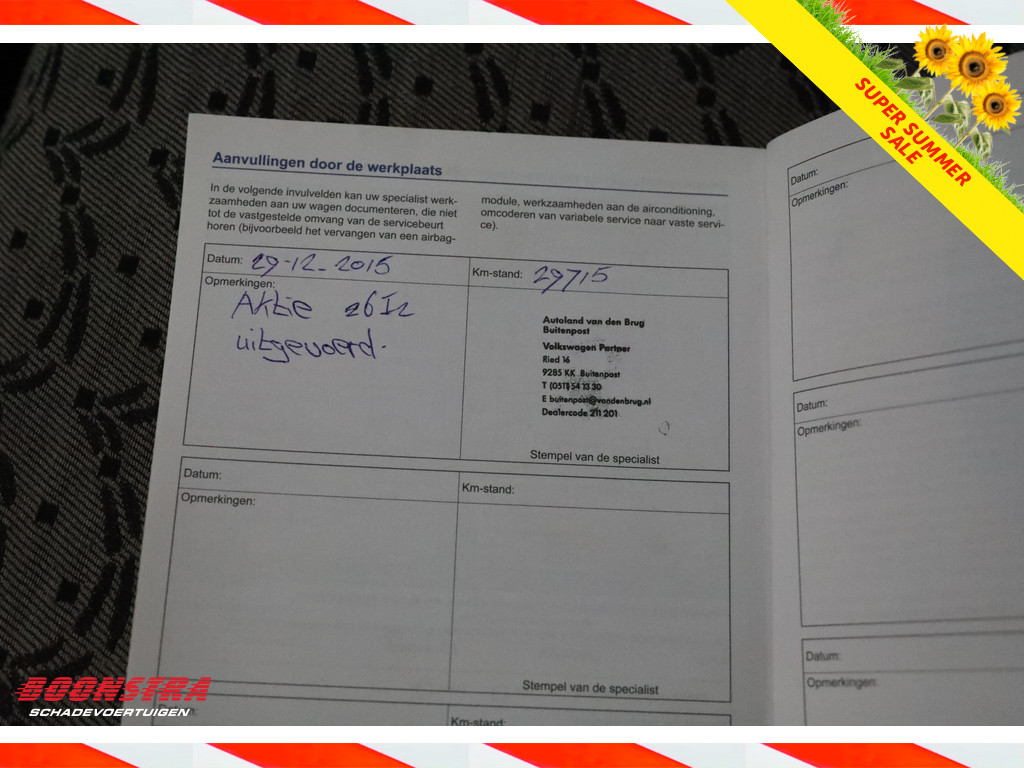 SUPER SUMMER
SALE
Aanvullingen door de werkplaats
In de volgende invulvelden kan uw specialist werk-
zaamheden aan uw wagen documenteren, die niet
tot de vastgestelde omvang van de servicebeurt
horen (bijvoorbeeld het vervangen van een airbag-
module, werkzaamheden aan de airconditioning,
omcoderen van variabele service naar vaste servi-
ce).
Datum: 29-12-2015
Km-stand: 29715
Opmerkingen:
Aktie 26I2
uitgevoerd.
Autoland van den Brug
Buitenpost
Volkswagen Partner
Ried 16
9285 KK Buitenpost
T (0511) 54 13 30
E buitenpost@vandenbrug.nl
Dealercode 211 201
Stempel van de specialist
Datum:
Km-stand:
Opmerkingen:
Stempel van de specialist
Datum:
Km-stand:
Datum:
Opmerkingen:
Datum:
Opmerkingen:
Datum:
Opmerkingen:
BOONSTRA
SCHADEVOERTUIGEN